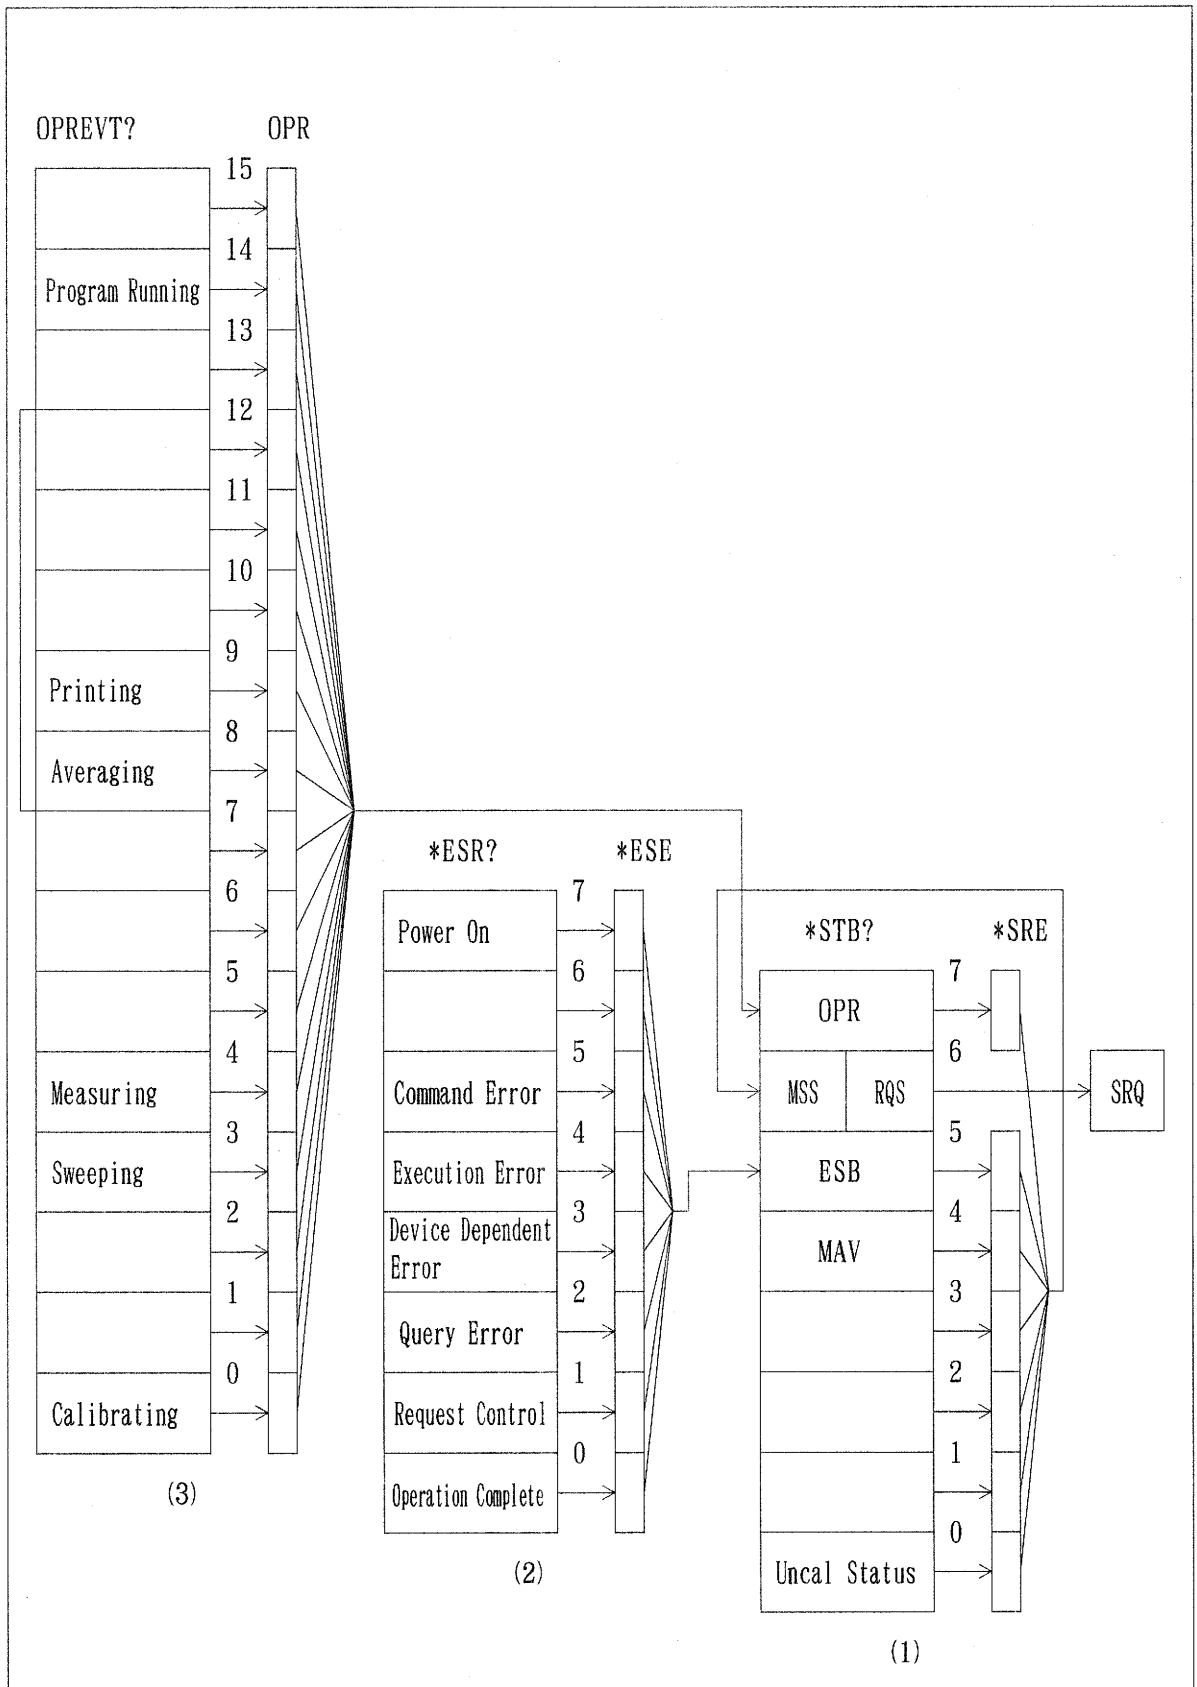 OPREVT? OPR
15
14
Program Running
13
12
11
10
9
Printing
8
Averaging
7
6
5
4
Measuring
3
Sweeping
2
1
0
Calibrating
(3)
*ESR? *ESE
7
Power On
6
5
Command Error
4
Execution Error
3
Device Dependent
Error
2
Query Error
1
Request Control
0
Operation Complete
(2)
*STB? *SRE
7
OPR
6
MSS RQS SRQ
5
ESB
4
MAV
3
2
1
0
Uncal Status
(1)